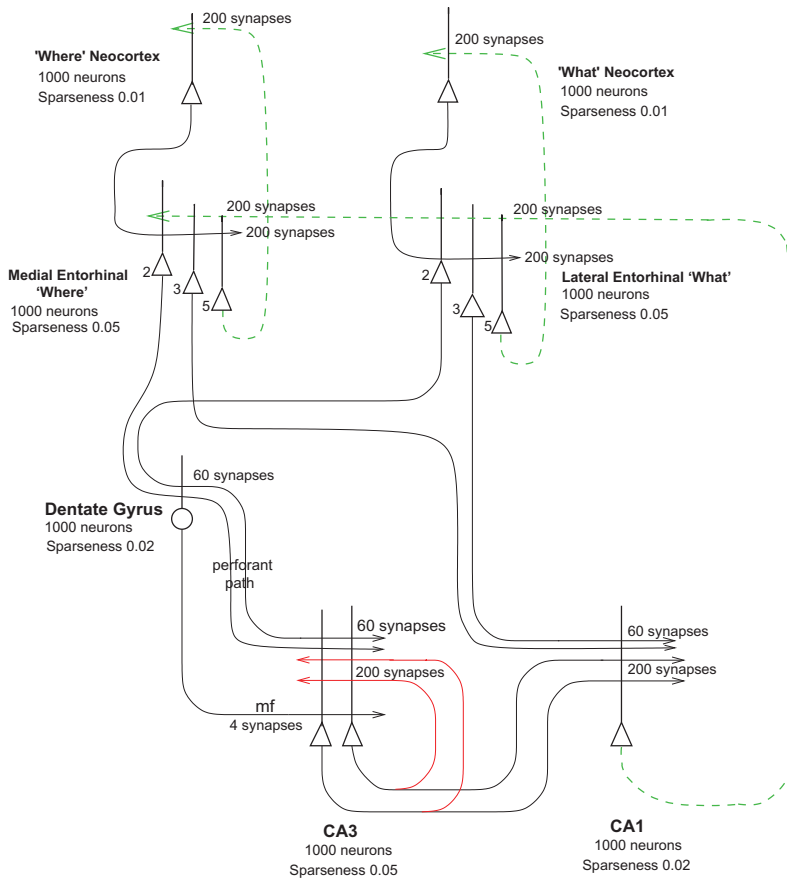 200 synapses
'Where' Neocortex
1000 neurons
Sparseness 0.01
200 synapses
'What' Neocortex
1000 neurons
Sparseness 0.01
200 synapses
200 synapses
200 synapses
200 synapses
2
3
5
Medial Entorhinal
‘Where’
1000 neurons
Sparseness 0.05
2
3
5
Lateral Entorhinal ‘What’
1000 neurons
Sparseness 0.05
60 synapses
Dentate Gyrus
1000 neurons
Sparseness 0.02
perforant
path
60 synapses
200 synapses
mf
4 synapses
60 synapses
200 synapses
CA3
1000 neurons
Sparseness 0.05
CA1
1000 neurons
Sparseness 0.02